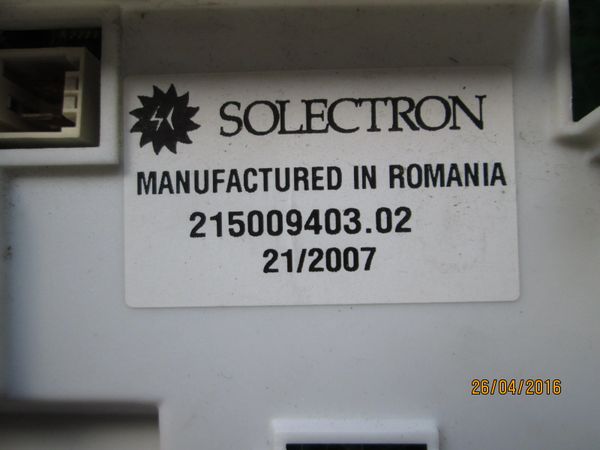 SOLECTRON
MANUFACTURED IN ROMANIA
215009403.02
21/2007
26/04/2016